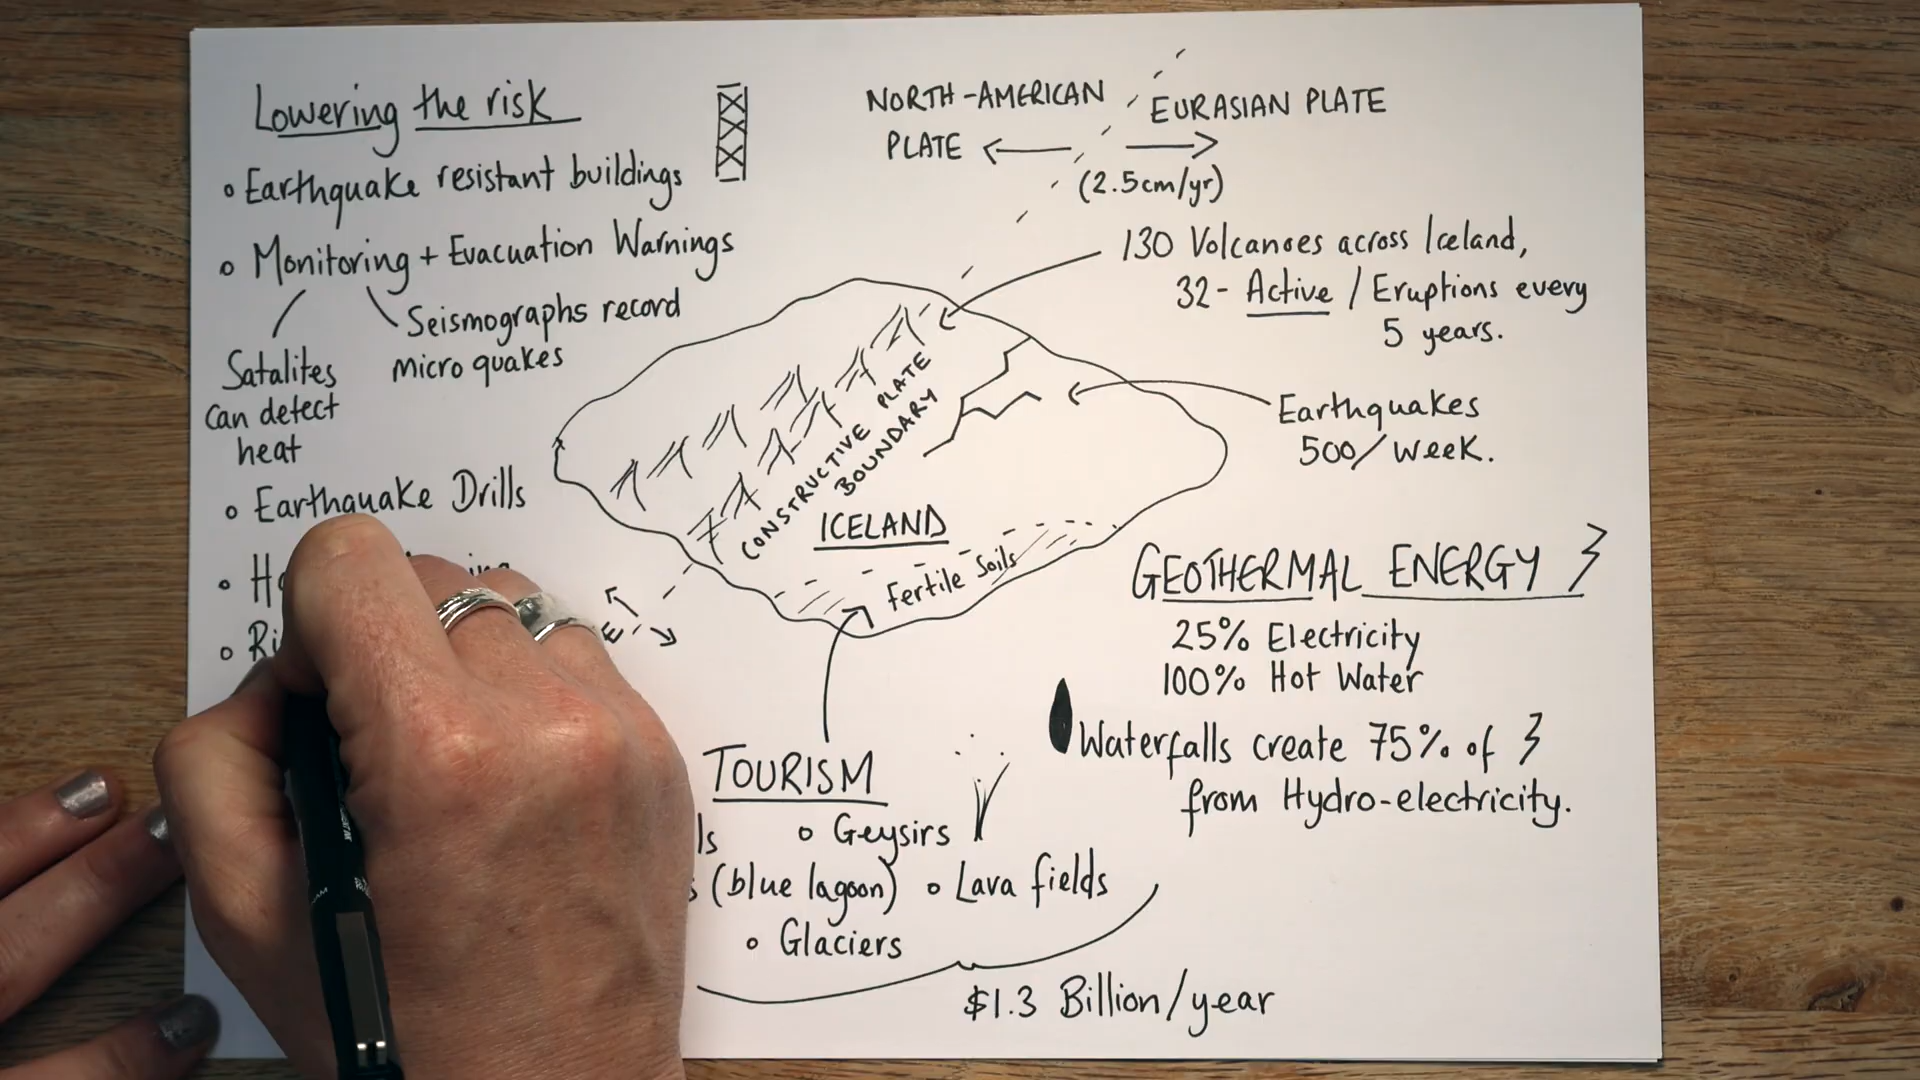 Lowering the risk
• Earthquake resistant buildings
• Monitoring + Evacuation Warnings
Seismographs record
micro quakes
Satalites
can detect
heat
• Earthquake Drills
NORTH-AMERICAN
PLATE
EURASIAN PLATE
(2.5cm/yr)
130 Volcanoes across Iceland,
32- Active / Eruptions every
5 years.
Earthquakes
500/week.
CONSTRUCTIVE PLATE
BOUNDARY
ICELAND
Fertile Soils
GEOTHERMAL ENERGY
25% Electricity
100% Hot Water
Waterfalls create 75% of
from Hydro-electricity.
TOURISM
• Geysirs
(blue lagoon) • Lava fields
• Glaciers
$1.3 Billion/year